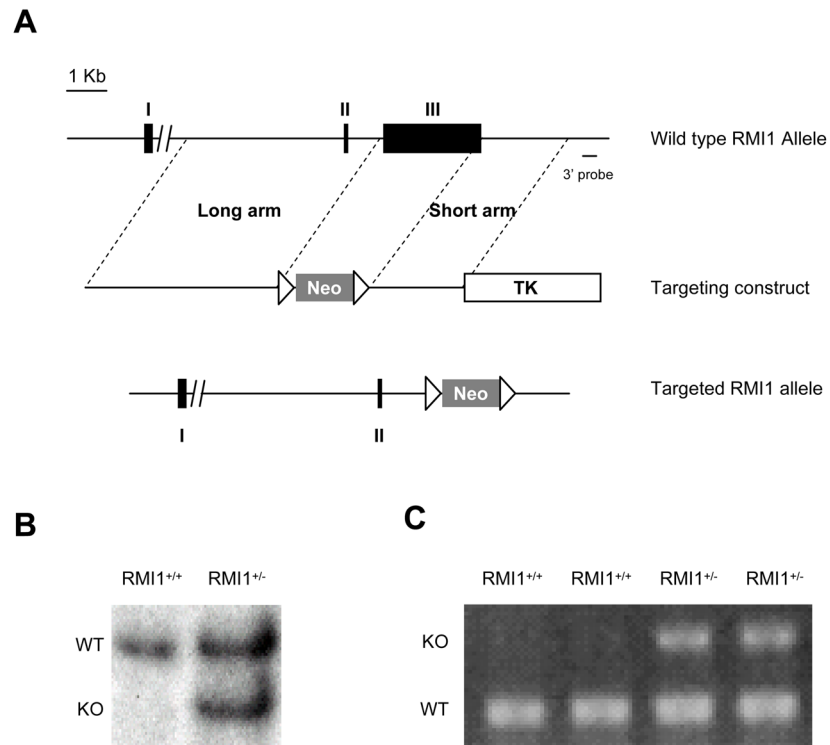 A
1 Kb
I
II
III
Wild type RMI1 Allele
3' probe
Long arm
Short arm
Neo
TK
Targeting construct
Neo
Targeted RMI1 allele
I
II
B
RMI1+/+ RMI1+/-
WT
KO
C
RMI1+/+ RMI1+/+ RMI1+/- RMI1+/-
KO
WT